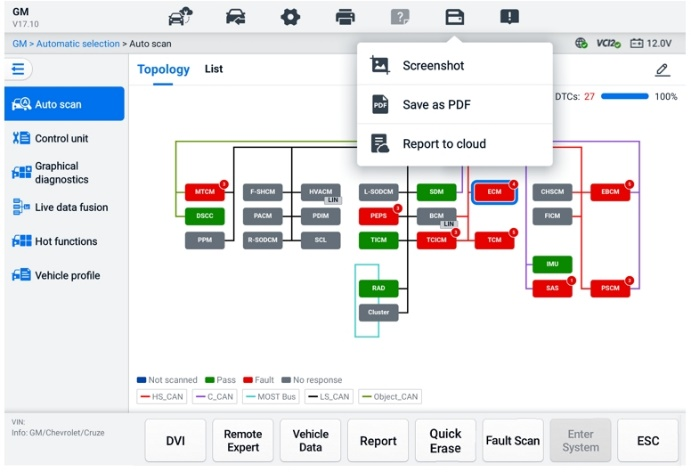 GM
V17.10
GM > Automatic selection > Auto scan
VCI2
12.0V
Topology
List
Screenshot
Save as PDF
PDF
Report to cloud
DTCs: 27
100%
Auto scan
Control unit
Graphical
diagnostics
Live data fusion
Hot functions
Vehicle profile
MTCM
F-SHCM
HVACM
LIN
L-SODCM
SDM
ECM
CHSCM
EBCM
DSCC
PACM
PDIM
PEPS
BCM
LIN
FICM
PPM
R-SODCM
SCL
TICM
TCICM
TCM
IMU
RAD
SAS
PSCM
Cluster
Not scanned
Pass
Fault
No response
HS_CAN
C_CAN
MOST Bus
LS_CAN
Object_CAN
VIN:
Info: GM/Chevrolet/Cruze
DVI
Remote
Expert
Vehicle
Data
Report
Quick
Erase
Fault Scan
Enter
System
ESC